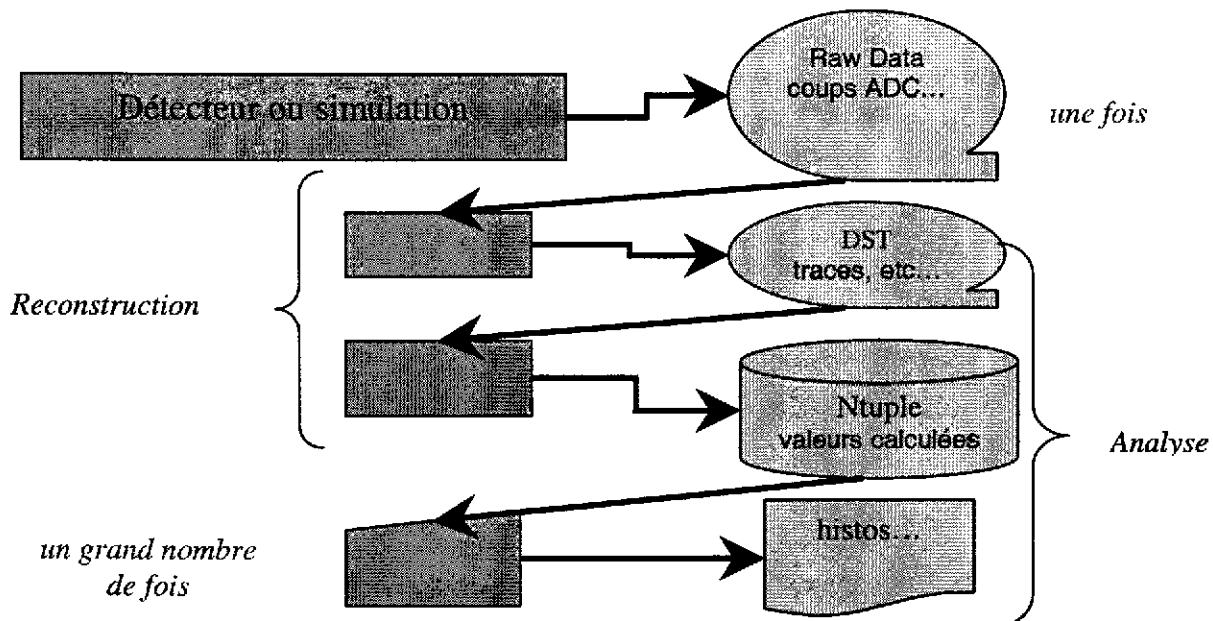 Raw Data
coups ADC...
Détecteur ou simulation
une fois
DST
traces, etc...
Reconstruction
Ntuple
valeurs calculées
Analyse
histos...
un grand nombre
de fois